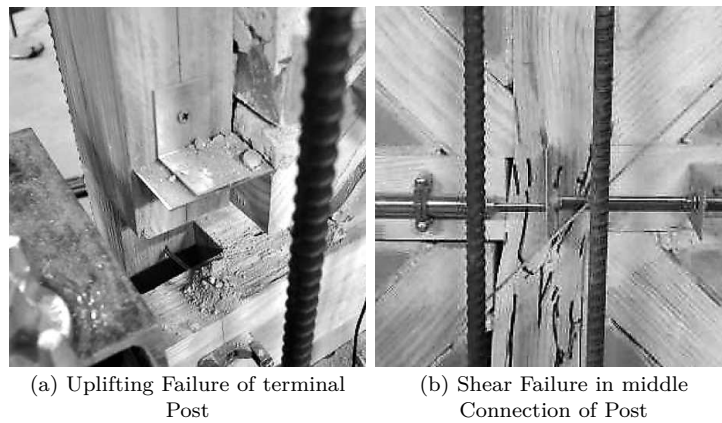 (a) Uplifting Failure of terminal
Post
(b) Shear Failure in middle
Connection of Post